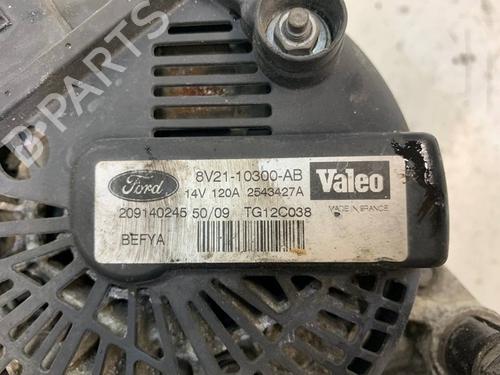 B-PARTS
Ford
8V21-10300-AB
14V 120A 2543427A
Valeo
MADE IN FRANCE
209140245 50/09 TG12C038
BEFYA